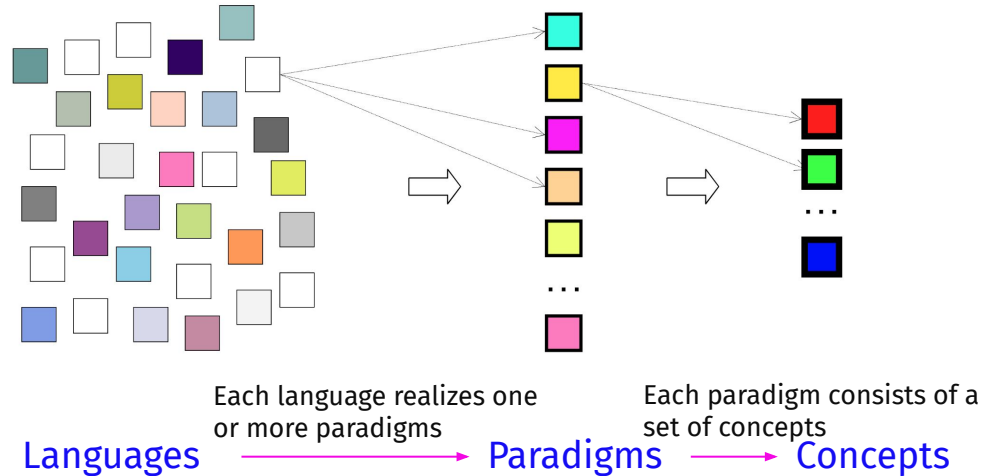 ...
...
Each language realizes one
or more paradigms
Each paradigm consists of a
set of concepts
Languages
Paradigms
Concepts